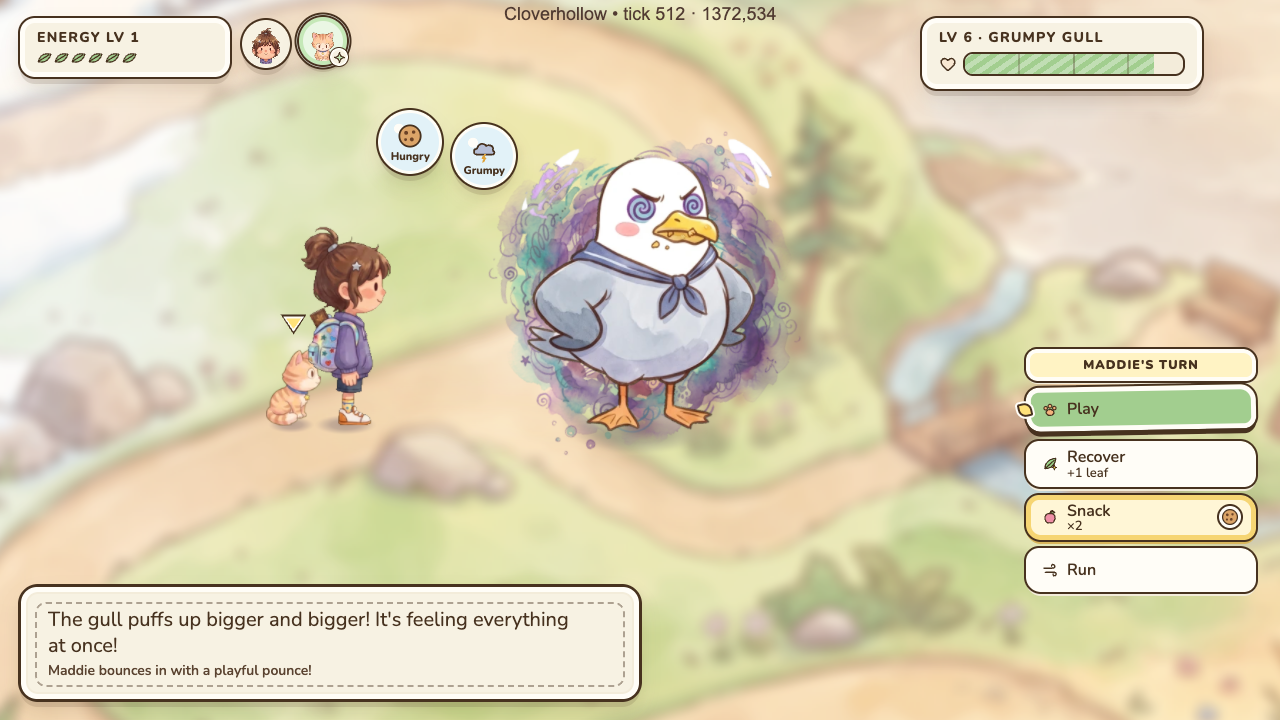 Cloverhollow • tick 512 · 1372,534
ENERGY LV 1
LV 6 · GRUMPY GULL
Hungry
Grumpy
MADDIE'S TURN
Play
Recover
+1 leaf
Snack
×2
Run
The gull puffs up bigger and bigger! It's feeling everything
at once!
Maddie bounces in with a playful pounce!